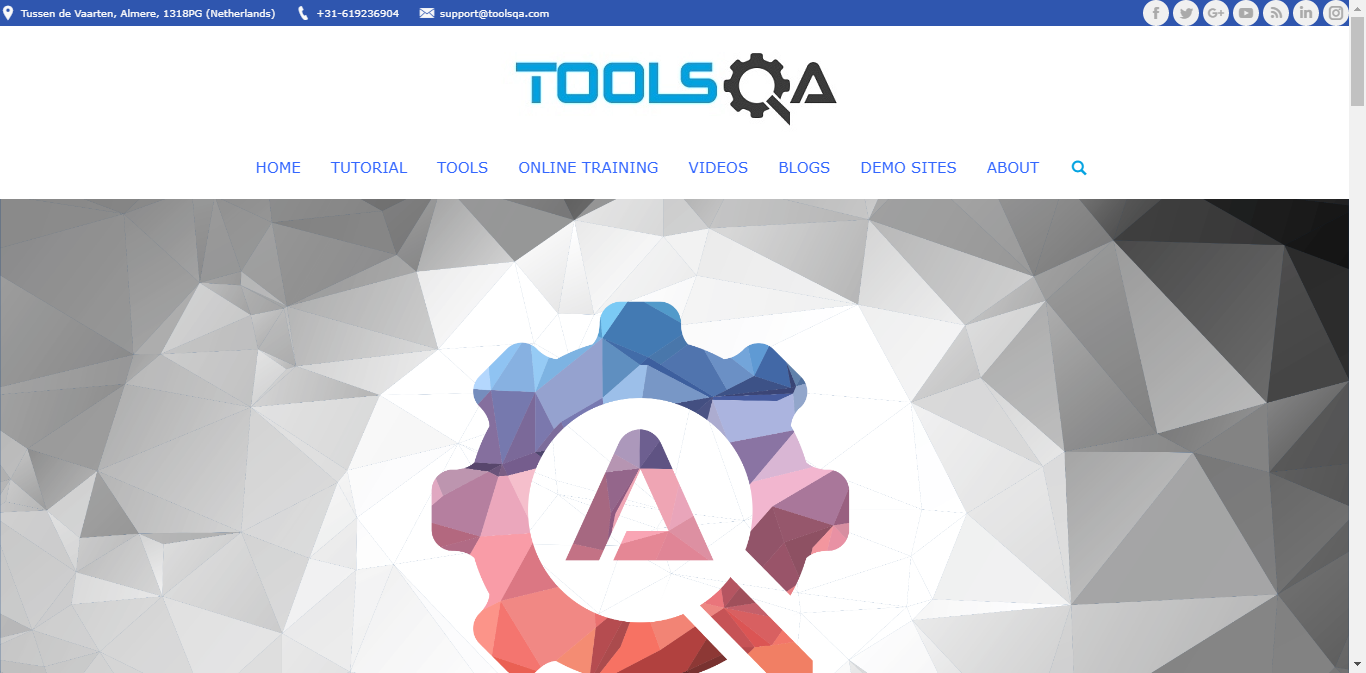 Tussen de Vaarten, Almere, 1318PG (Netherlands) +31-619236904 support@toolsqa.com
TOOLSQA
HOME TUTORIAL TOOLS ONLINE TRAINING VIDEOS BLOGS DEMO SITES ABOUT
A